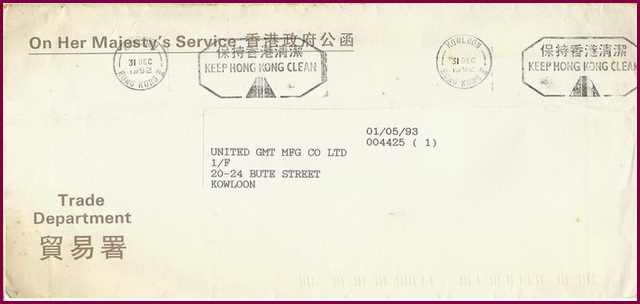 On Her Majesty's Service 香港政府公函
KOWLOON
31 DEC
1992
HONG KONG
保持香港清潔
KEEP HONG KONG CLEAN
KOWLOON
31 DEC
1992
HONG KONG
保持香港清潔
KEEP HONG KONG CLEAN
01/05/93
004425 ( 1)
UNITED GMT MFG CO LTD
1/F
20-24 BUTE STREET
KOWLOON
Trade
Department
貿易署